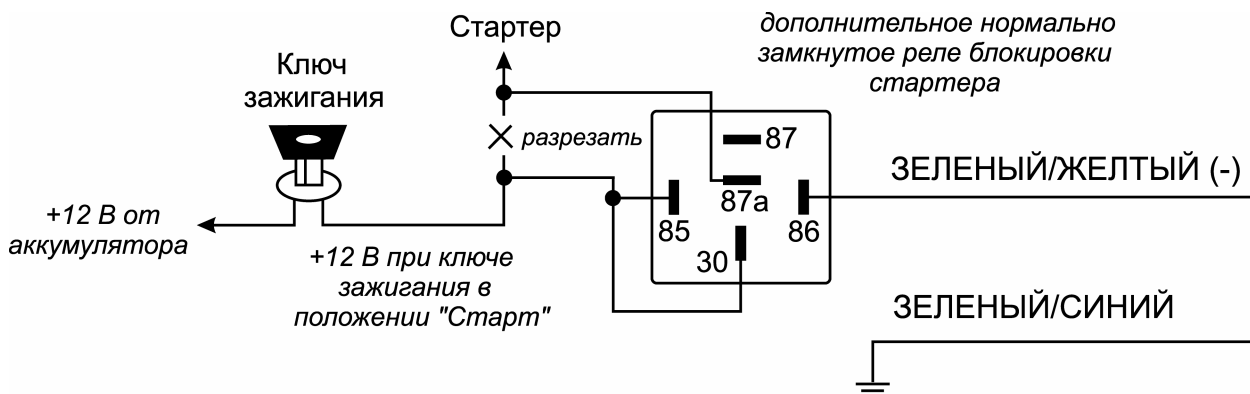 Стартер
Ключ
зажигания
разрезать
+12 В от
аккумулятора
+12 В при ключе
зажигания в
положении "Старт"
дополнительное нормально
замкнутое реле блокировки
стартера
87
87a
85
86
30
ЗЕЛЕНЫЙ/ЖЕЛТЫЙ (-)
ЗЕЛЕНЫЙ/СИНИЙ